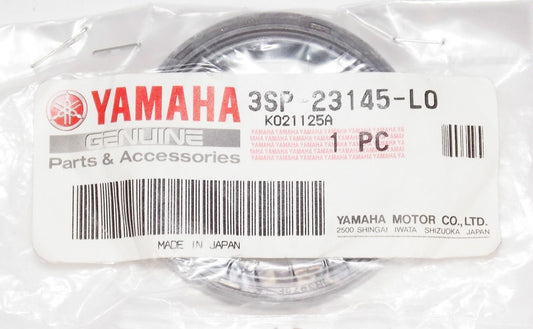 YAMAHA
GENUINE
Parts & Accessories
3SP-23145-L0
K021125A
1 PC
MADE IN JAPAN
YAMAHA MOTOR CO.,LTD.
2500 SHINGAI IWATA SHIZUOKA JAPAN